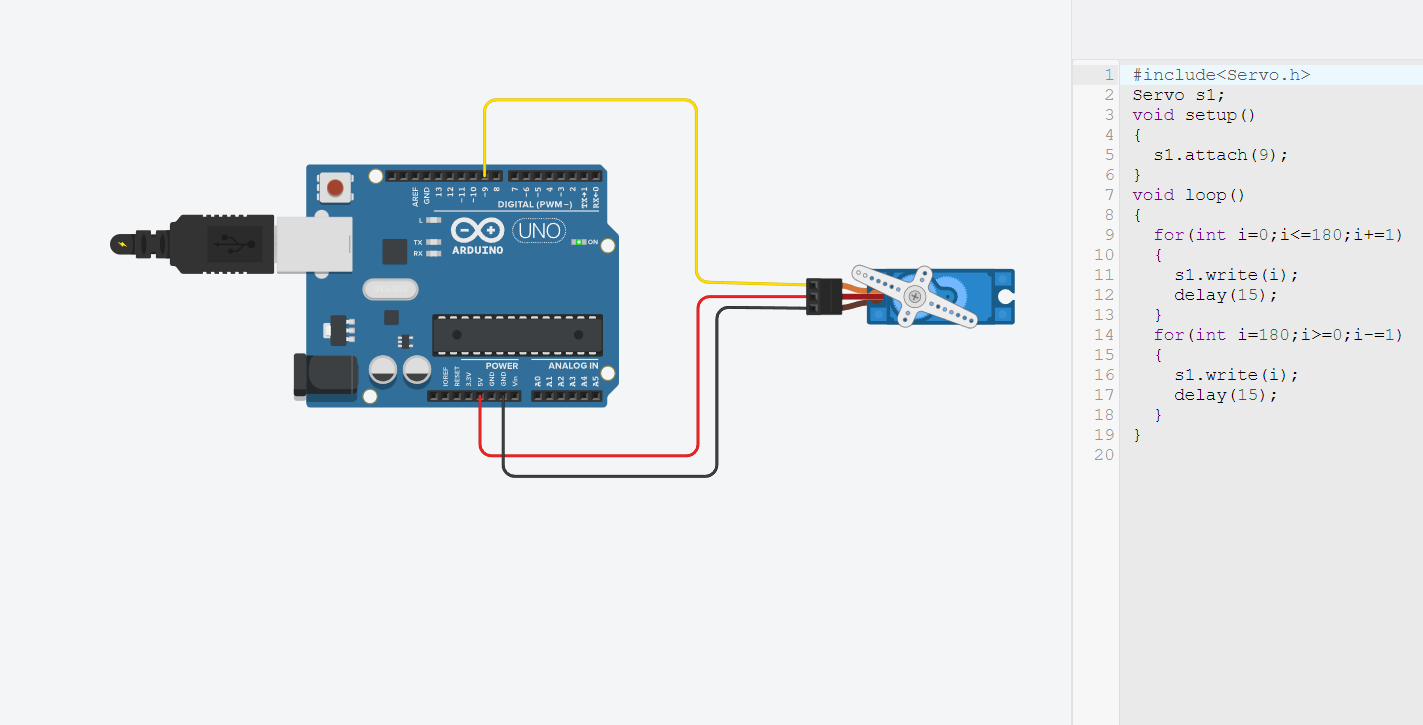 AREF
GND
13
12
~11
~10
~9
8
7
~6
~5
4
~3
2
TX→1
RX←0
DIGITAL (PWM~)
L
TX
RX
UNO
ARDUINO
ON
POWER
ANALOG IN
IOREF
RESET
3.3V
5V
GND
GND
Vin
A0
A1
A2
A3
A4
A5
1 #include<Servo.h>
2 Servo s1;
3 void setup()
4 {
5 s1.attach(9);
6 }
7 void loop()
8 {
9 for(int i=0;i<=180;i+=1)
10 {
11 s1.write(i);
12 delay(15);
13 }
14 for(int i=180;i>=0;i-=1)
15 {
16 s1.write(i);
17 delay(15);
18 }
19 }
20